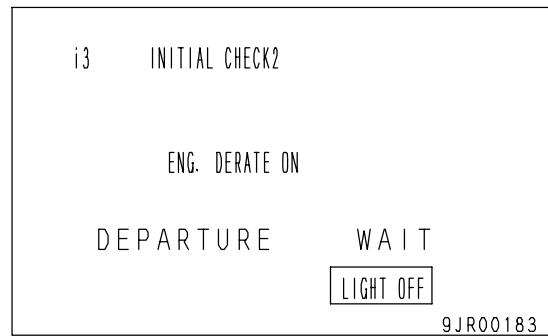 i3 INITIAL CHECK2
ENG. DERATE ON
DEPARTURE WAIT
LIGHT OFF
9JR00183